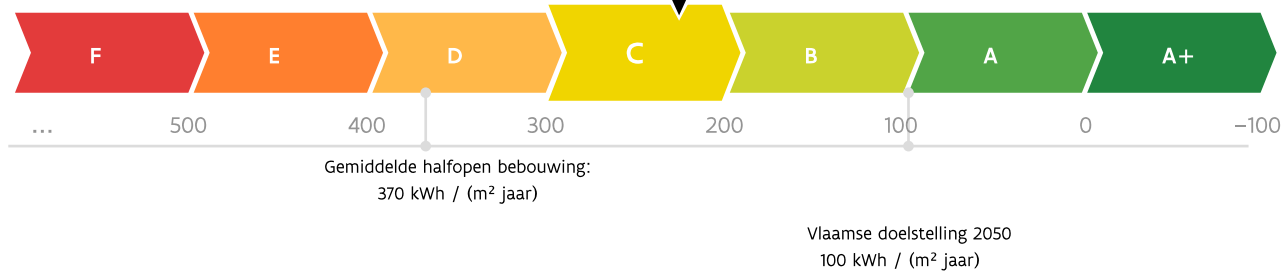 F E D C B A A+
... 500 400 300 200 100 0 –100
Gemiddelde halfopen bebouwing:
370 kWh / (m² jaar)
Vlaamse doelstelling 2050
100 kWh / (m² jaar)